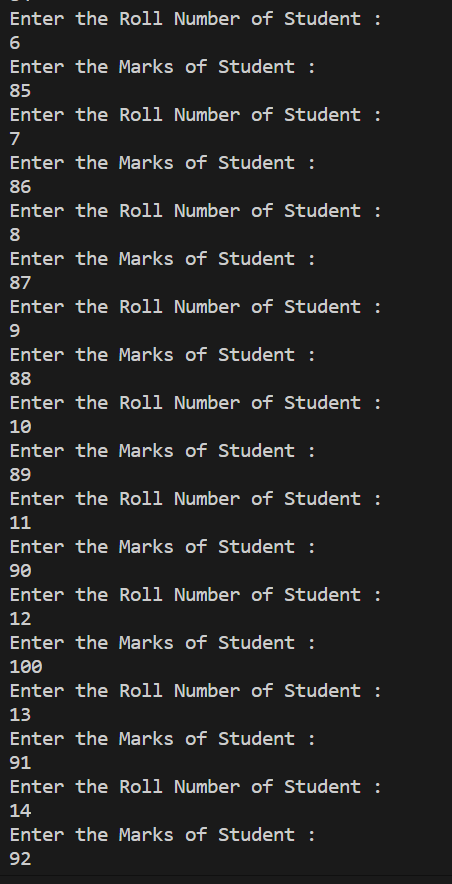 Enter the Roll Number of Student :
6
Enter the Marks of Student :
85
Enter the Roll Number of Student :
7
Enter the Marks of Student :
86
Enter the Roll Number of Student :
8
Enter the Marks of Student :
87
Enter the Roll Number of Student :
9
Enter the Marks of Student :
88
Enter the Roll Number of Student :
10
Enter the Marks of Student :
89
Enter the Roll Number of Student :
11
Enter the Marks of Student :
90
Enter the Roll Number of Student :
12
Enter the Marks of Student :
100
Enter the Roll Number of Student :
13
Enter the Marks of Student :
91
Enter the Roll Number of Student :
14
Enter the Marks of Student :
92